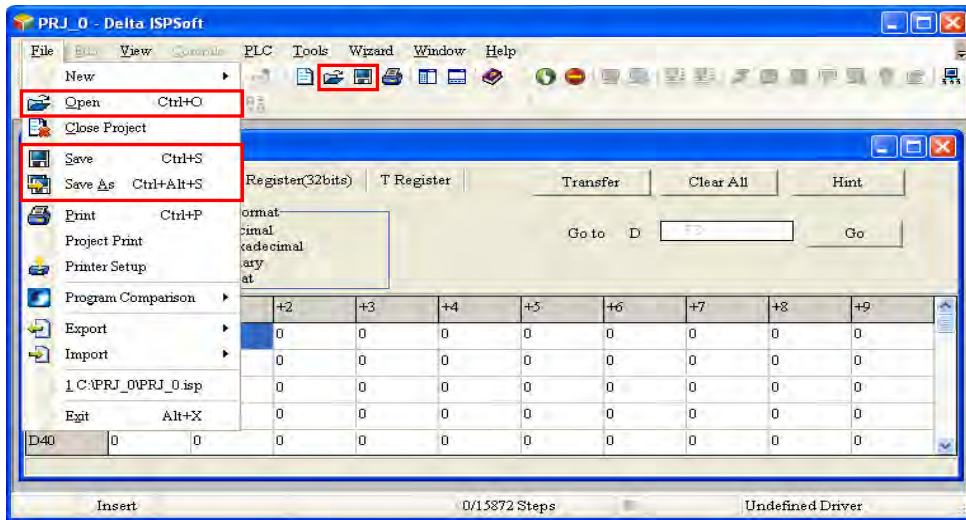 PRJ_0 - Delta ISPSoft
File Edit View Compile PLC Tools Wizard Window Help
New
Open Ctrl+O
Close Project
Save Ctrl+S
Save As Ctrl+Alt+S
Print Ctrl+P
Project Print
Printer Setup
Program Comparison
Export
Import
1 C:\PRJ_0\PRJ_0.isp
Exit Alt+X
Register(32bits) T Register
Transfer Clear All Hint
ormat
cimal
xadecimal
ary
at
Go to D Go
+2 +3 +4 +5 +6 +7 +8 +9
0 0 0 0 0 0 0 0
0 0 0 0 0 0 0 0
0 0 0 0 0 0 0 0
0 0 0 0 0 0 0 0
D40 0 0 0 0 0 0 0 0 0 0
Insert 0/15872 Steps Undefined Driver